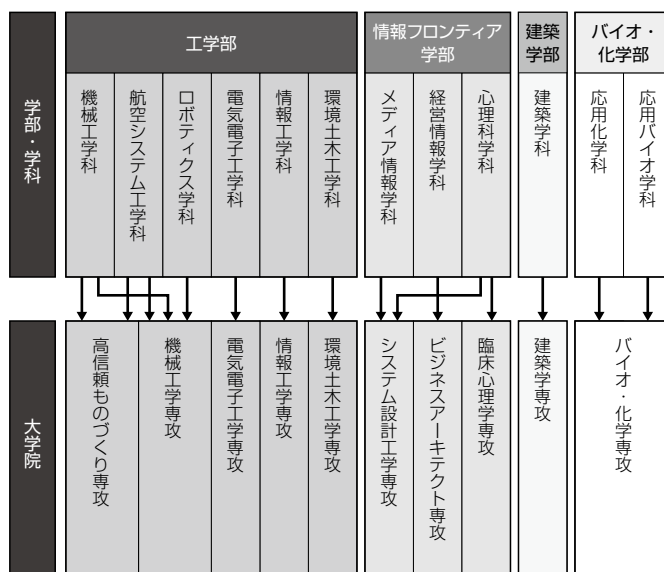 学部・学科
工学部
機械工学科
航空システム工学科
ロボティクス学科
電気電子工学科
情報工学科
環境土木工学科
情報フロンティア
学部
メディア情報学科
経営情報学科
心理科学科
建築
学部
建築学科
バイオ・
化学部
応用化学科
応用バイオ学科
大学院
高信頼ものづくり専攻
機械工学専攻
電気電子工学専攻
情報工学専攻
環境土木工学専攻
システム設計工学専攻
ビジネスアーキテクト専攻
臨床心理学専攻
建築学専攻
バイオ・化学専攻